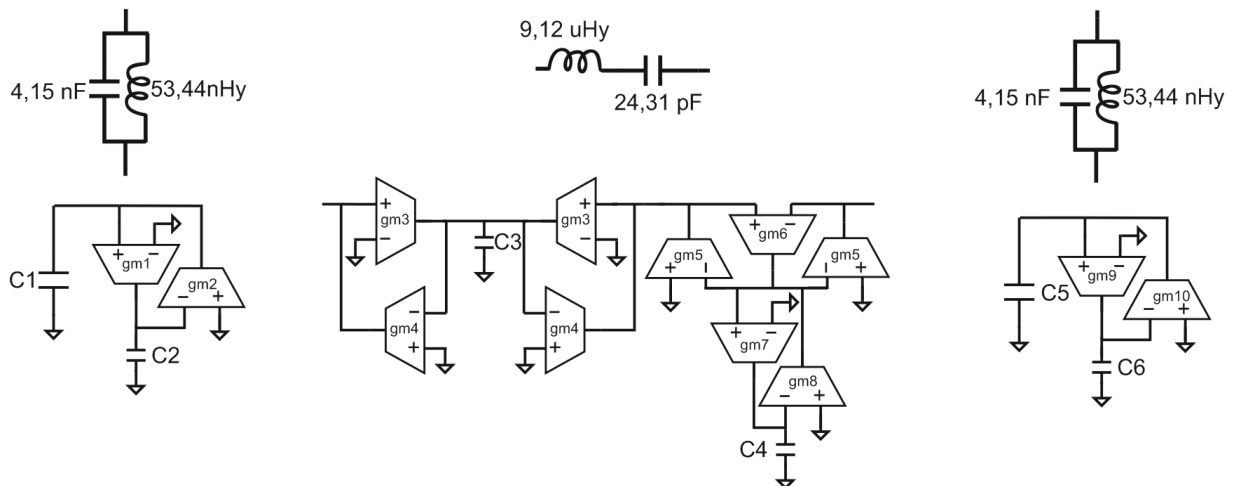 9,12 uHy
4,15 nF
53,44nHy
24,31 pF
4,15 nF
53,44 nHy
+
−
gm3
+
−
gm3
C3
+
−
gm6
gm5
+
−
gm5
−
+
C1
+
−
gm1
gm2
−
+
C2
−
gm4
+
−
gm4
+
+
−
gm7
gm8
−
+
C4
C5
+
−
gm9
gm10
−
+
C6